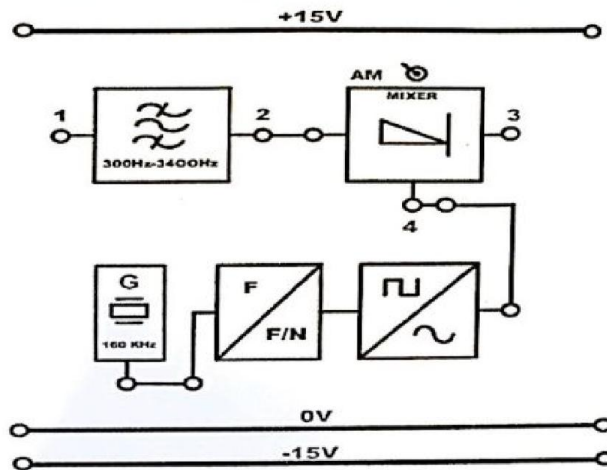 +15V
AM
MIXER
1
2
3
300Hz-3400Hz
4
G
F
F/N
160 KHz
0V
-15V